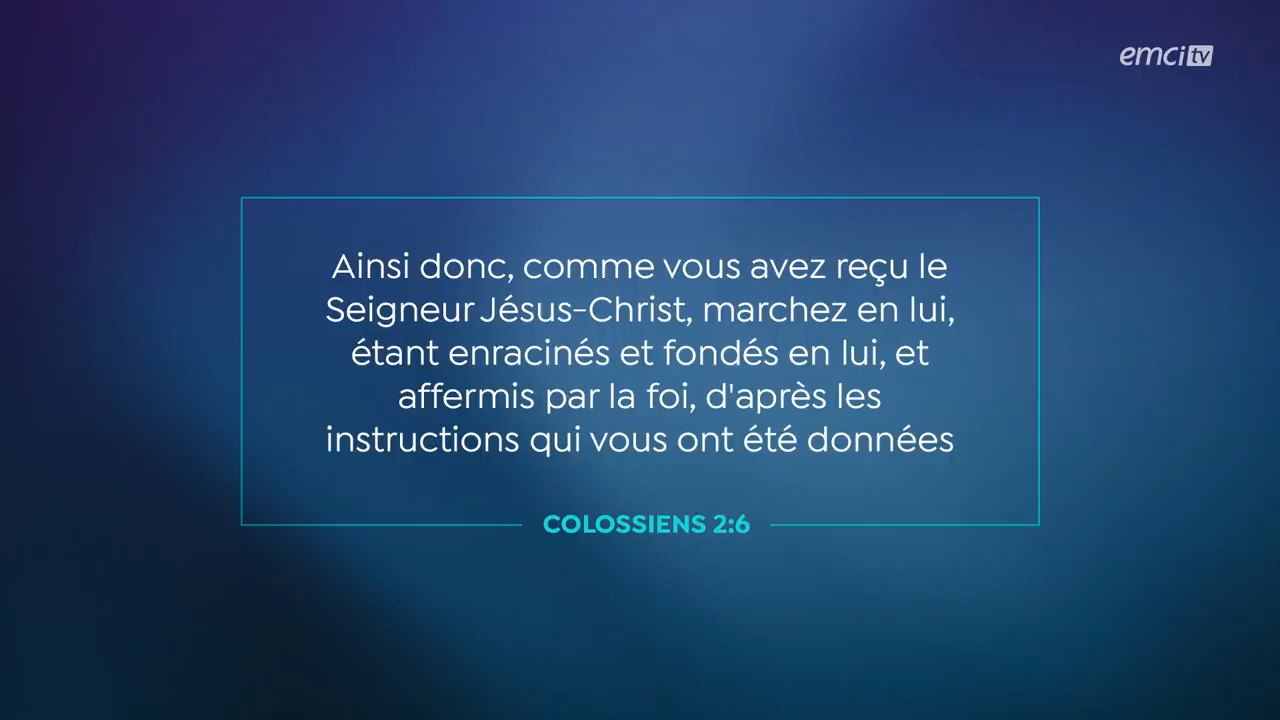 emci tv
Ainsi donc, comme vous avez reçu le
Seigneur Jésus-Christ, marchez en lui,
étant enracinés et fondés en lui, et
affermis par la foi, d'après les
instructions qui vous ont été données
COLOSSIENS 2:6